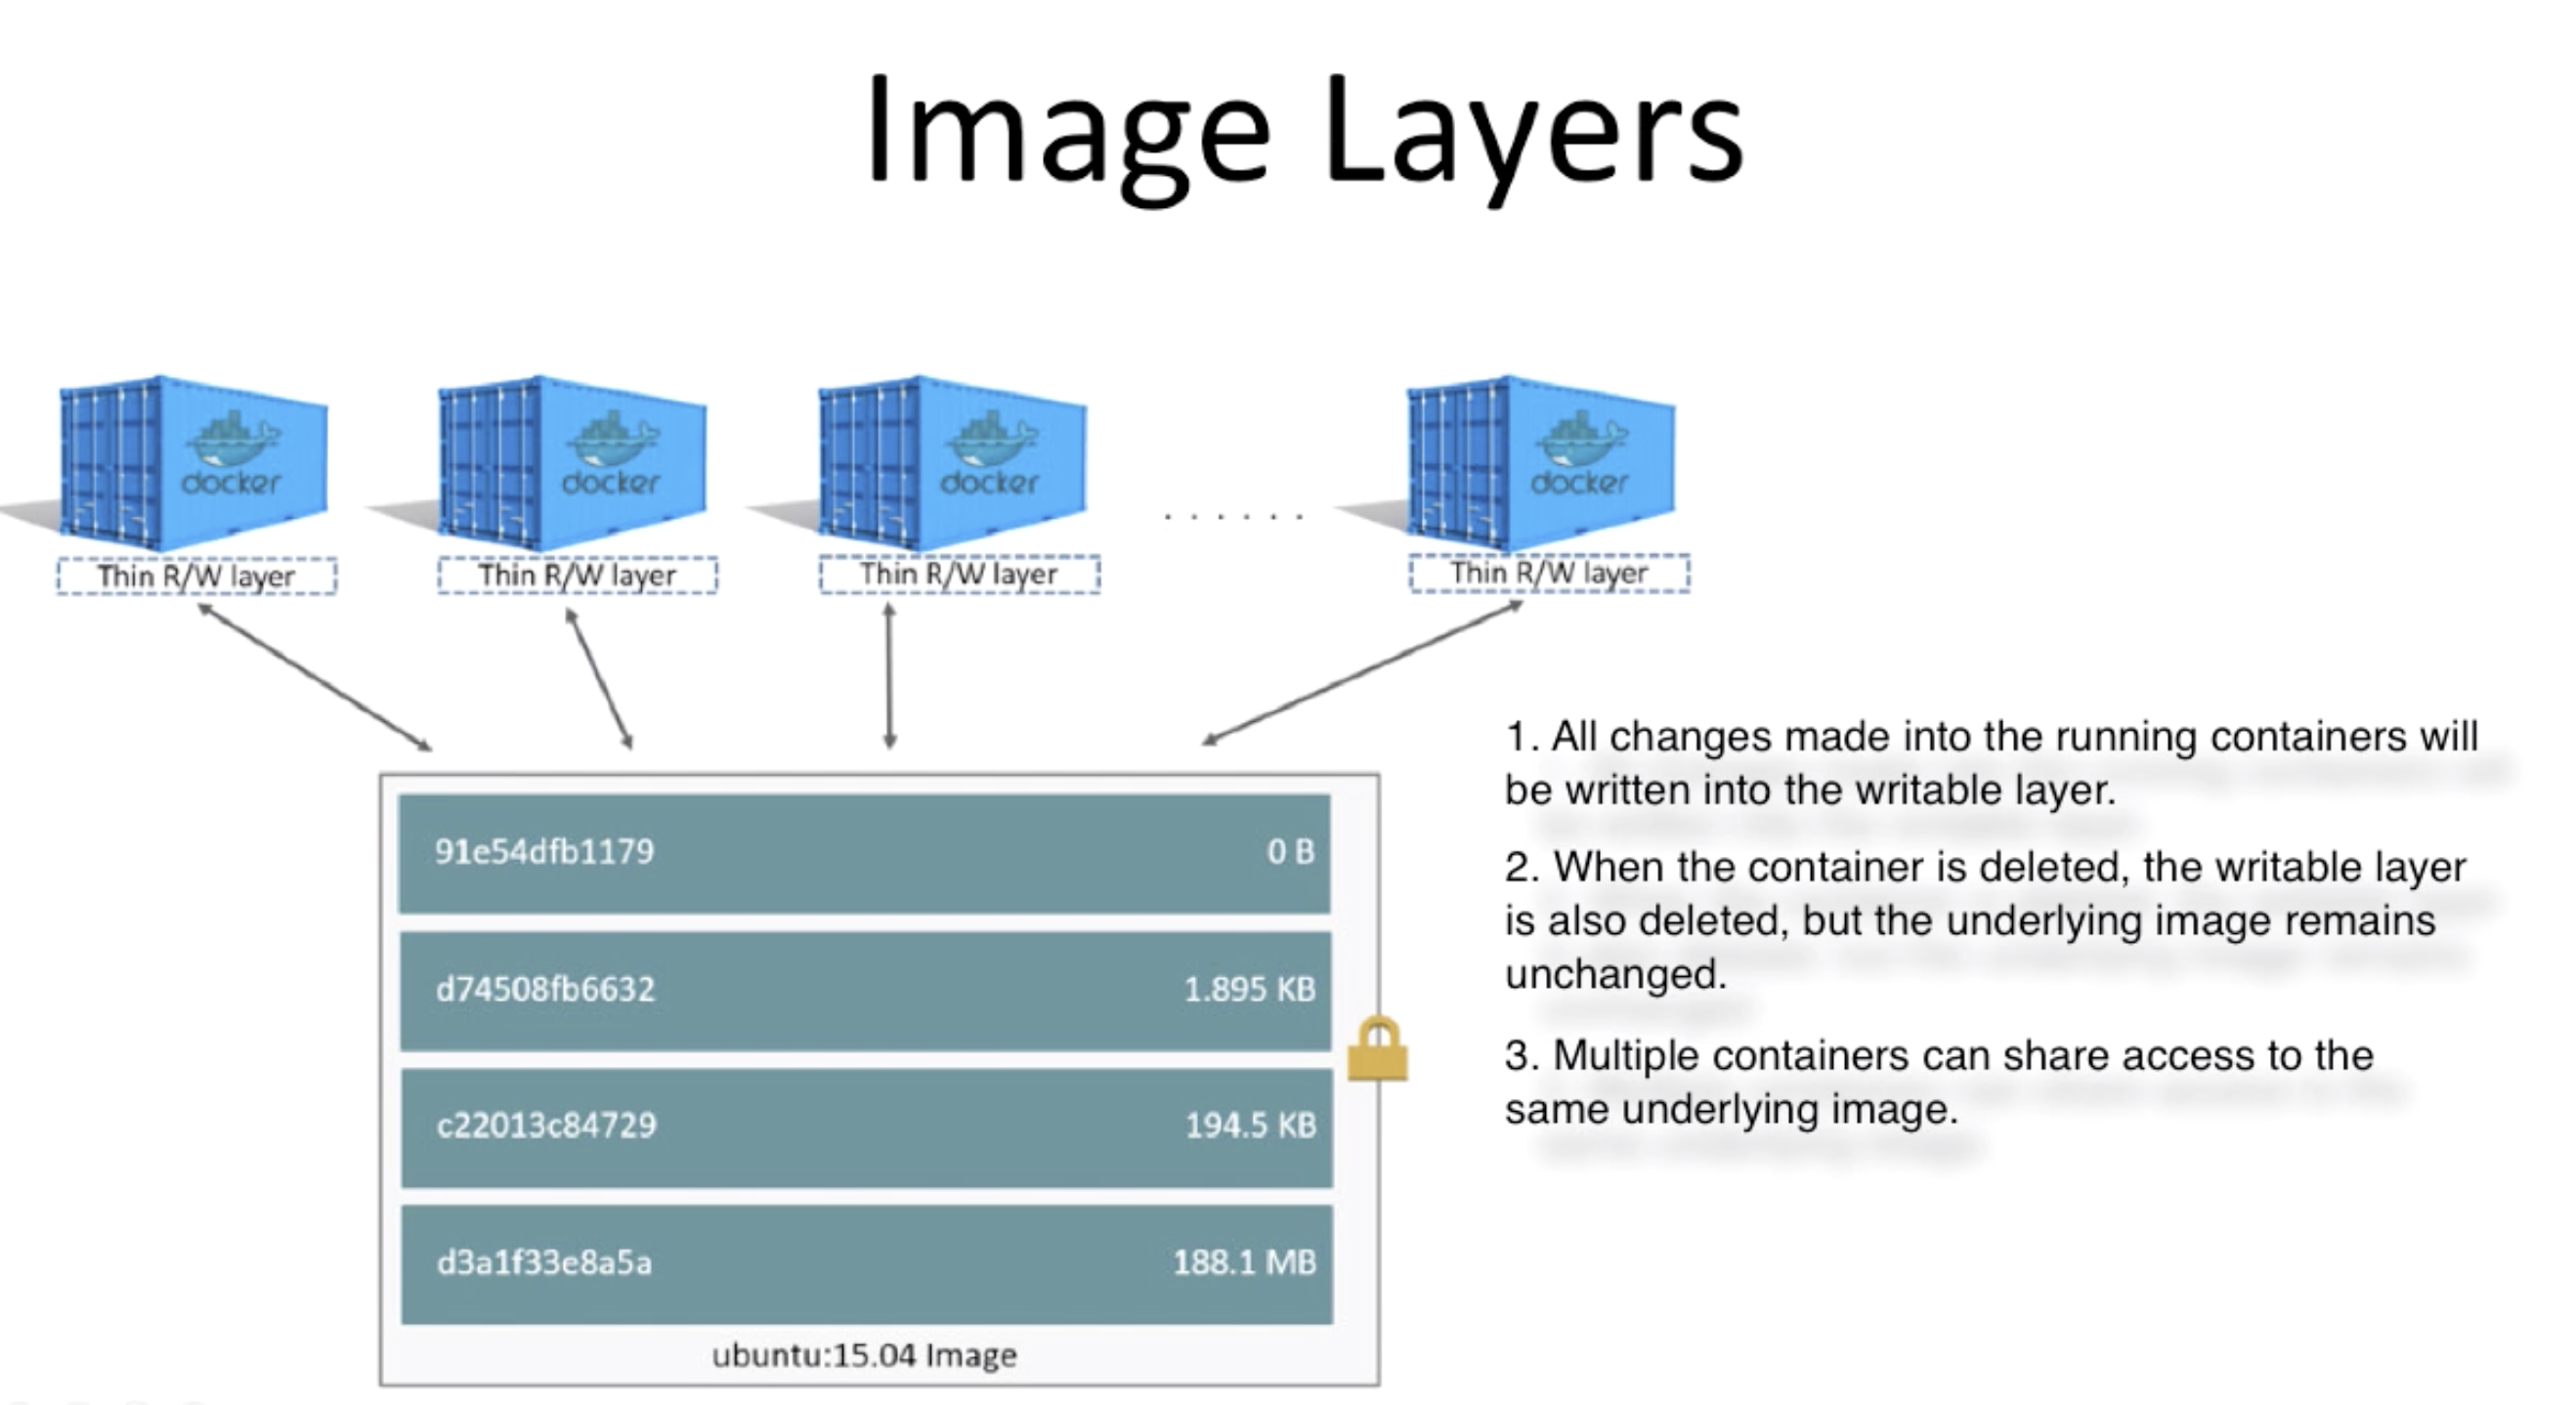 Image Layers
docker
docker
docker
......
docker
Thin R/W layer
Thin R/W layer
Thin R/W layer
Thin R/W layer
91e54dfb1179 0 B
d74508fb6632 1.895 KB
c22013c84729 194.5 KB
d3a1f33e8a5a 188.1 MB
ubuntu:15.04 Image
1. All changes made into the running containers will
be written into the writable layer.
2. When the container is deleted, the writable layer
is also deleted, but the underlying image remains
unchanged.
3. Multiple containers can share access to the
same underlying image.